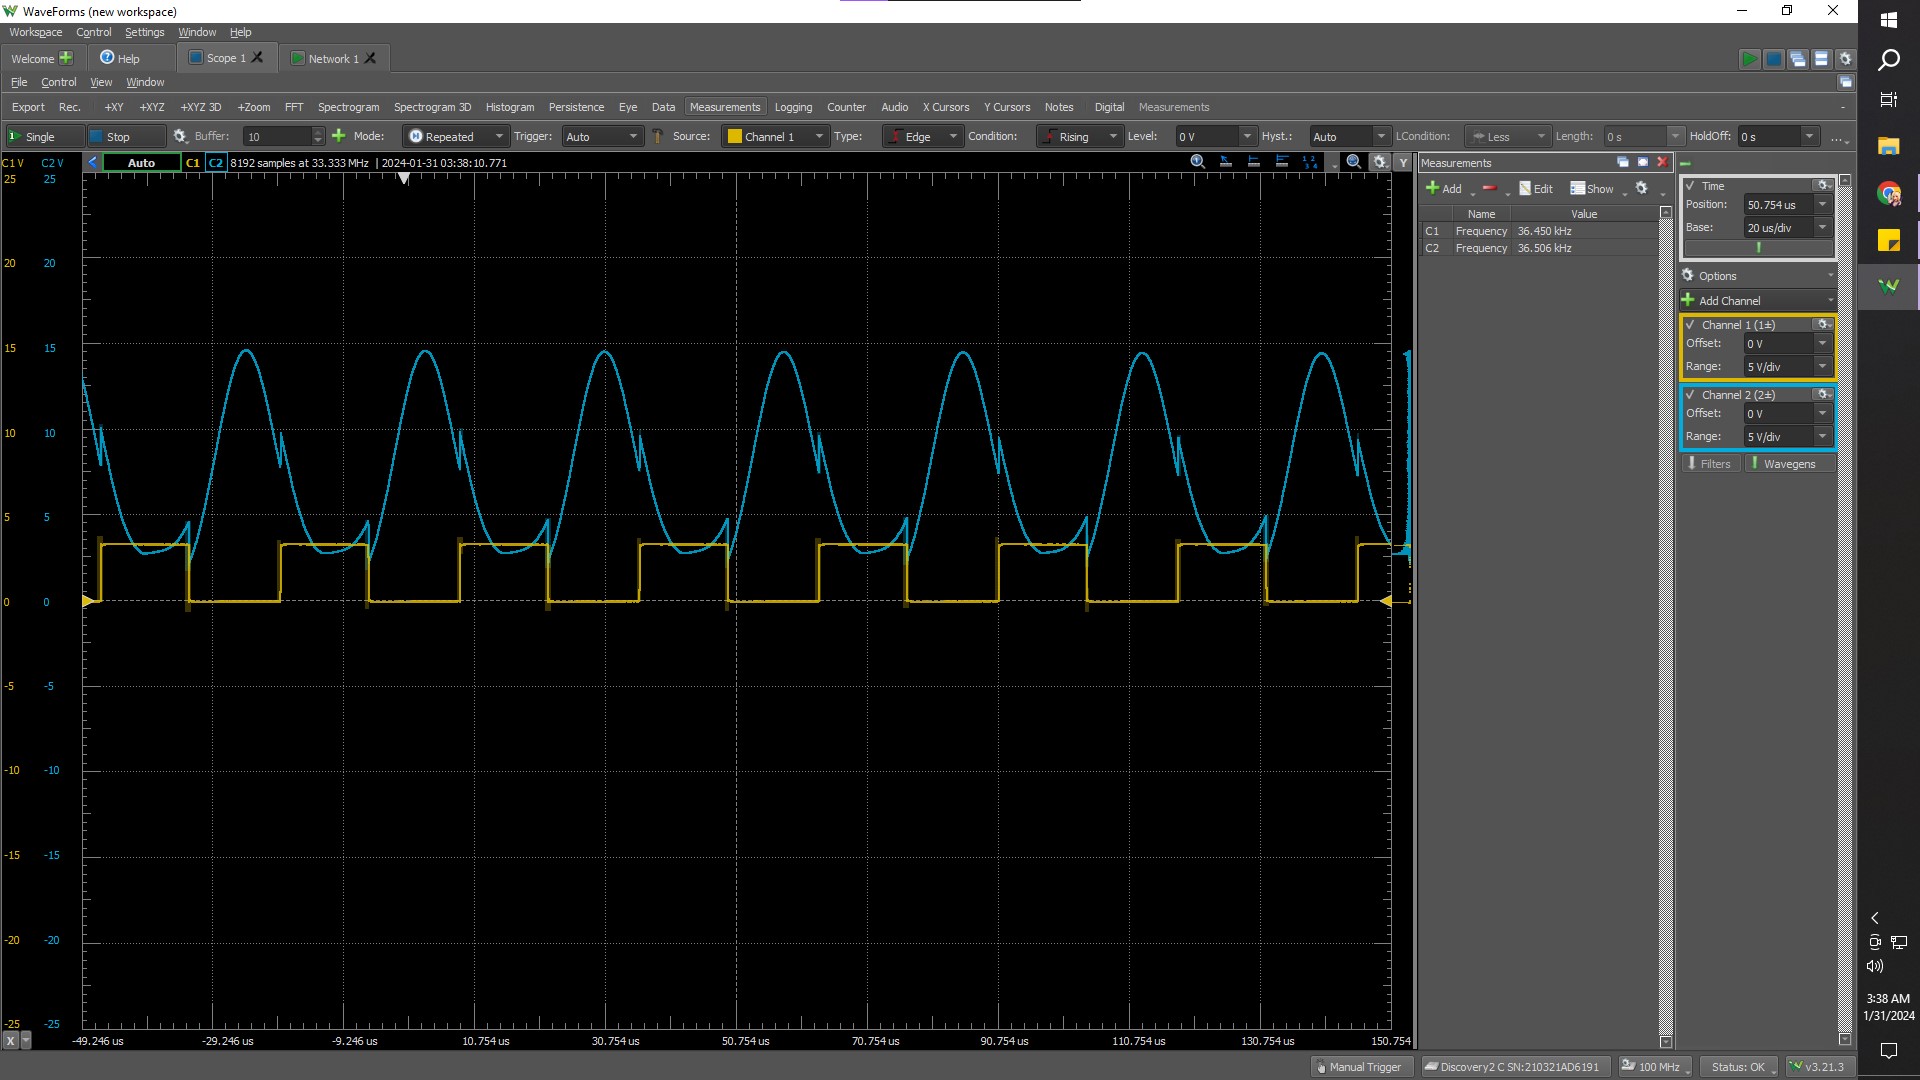 WaveForms (new workspace)
Workspace Control Settings Window Help
Welcome Help Scope 1 Network 1
File Control View Window
Export Rec. +XY +XYZ +XYZ 3D +Zoom FFT Spectrogram Spectrogram 3D Histogram Persistence Eye Data Measurements Logging Counter Audio X Cursors Y Cursors Notes Digital Measurements
Single Stop Buffer: 10 Mode: Repeated Trigger: Auto Source: Channel 1 Type: Edge Condition: Rising Level: 0 V Hyst.: Auto LCondition: Less Length: 0 s HoldOff: 0 s ...
C1 V C2 V Auto C1 C2 8192 samples at 33.333 MHz | 2024-01-31 03:38:10.771 Y
25 25
20 20
15 15
10 10
5 5
0 0
-5 -5
-10 -10
-15 -15
-20 -20
-25 -25
X -49.246 us -29.246 us -9.246 us 10.754 us 30.754 us 50.754 us 70.754 us 90.754 us 110.754 us 130.754 us 150.754
Measurements
Add Edit Show
Name Value
C1 Frequency 36.450 kHz
C2 Frequency 36.506 kHz
Time
Position: 50.754 us
Base: 20 us/div
Options
Add Channel
Channel 1 (1±)
Offset: 0 V
Range: 5 V/div
Channel 2 (2±)
Offset: 0 V
Range: 5 V/div
Filters Wavegens
Manual Trigger Discovery2 C SN:210321AD6191 100 MHz Status: OK v3.21.3
3:38 AM
1/31/2024